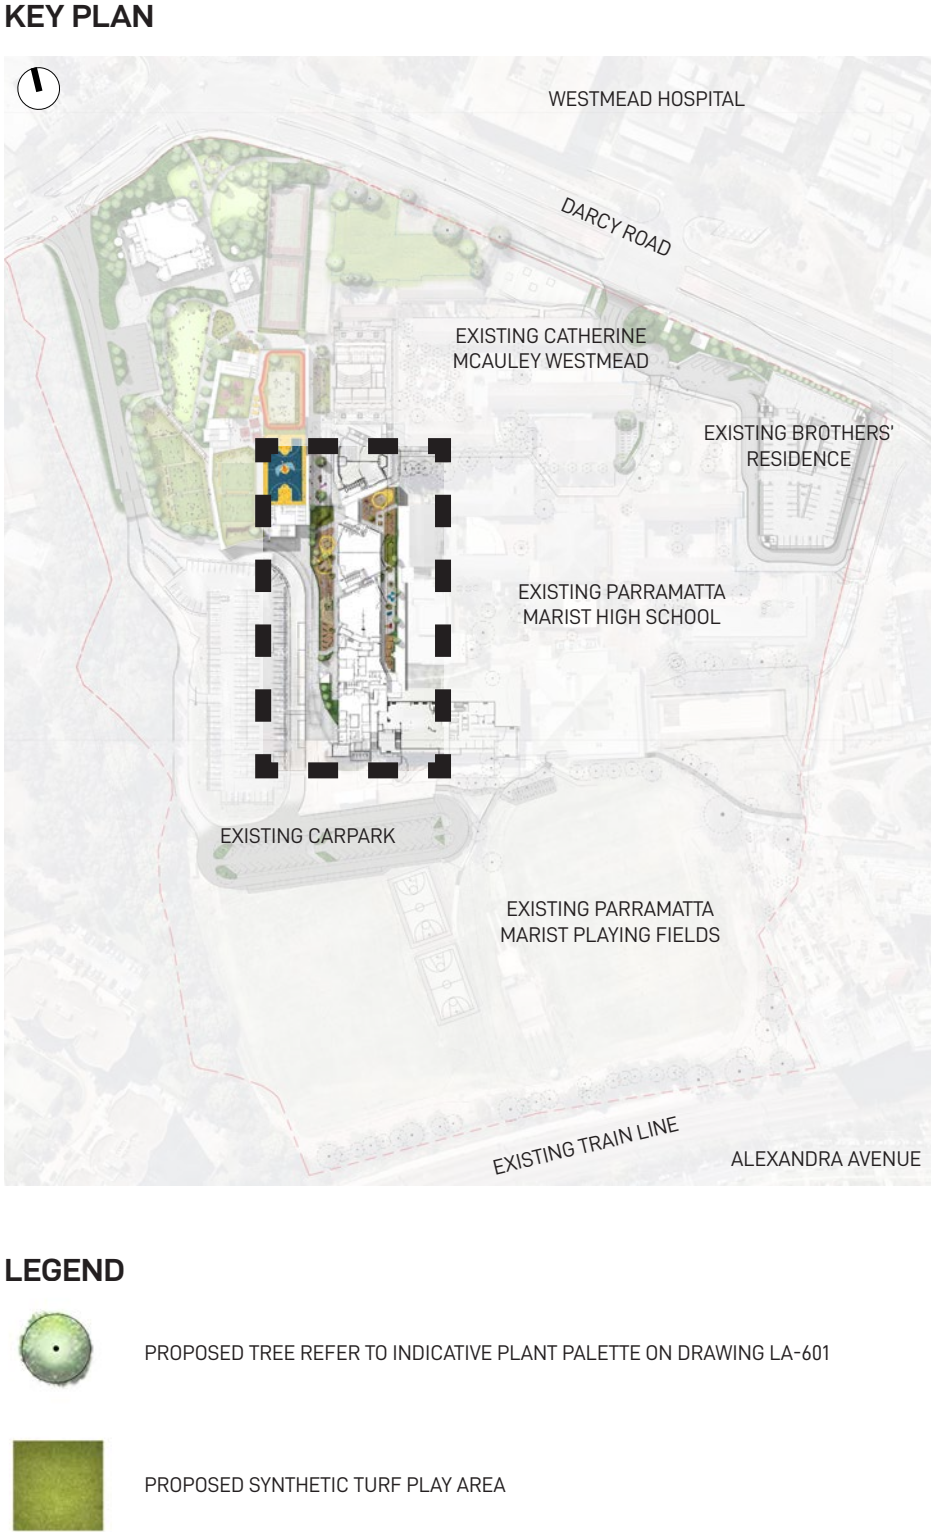 KEY PLAN
WESTMEAD HOSPITAL
DARCY ROAD
EXISTING CATHERINE
MCAULEY WESTMEAD
EXISTING BROTHERS'
RESIDENCE
EXISTING PARRAMATTA
MARIST HIGH SCHOOL
EXISTING CARPARK
EXISTING PARRAMATTA
MARIST PLAYING FIELDS
EXISTING TRAIN LINE
ALEXANDRA AVENUE
LEGEND
PROPOSED TREE REFER TO INDICATIVE PLANT PALETTE ON DRAWING LA-601
PROPOSED SYNTHETIC TURF PLAY AREA